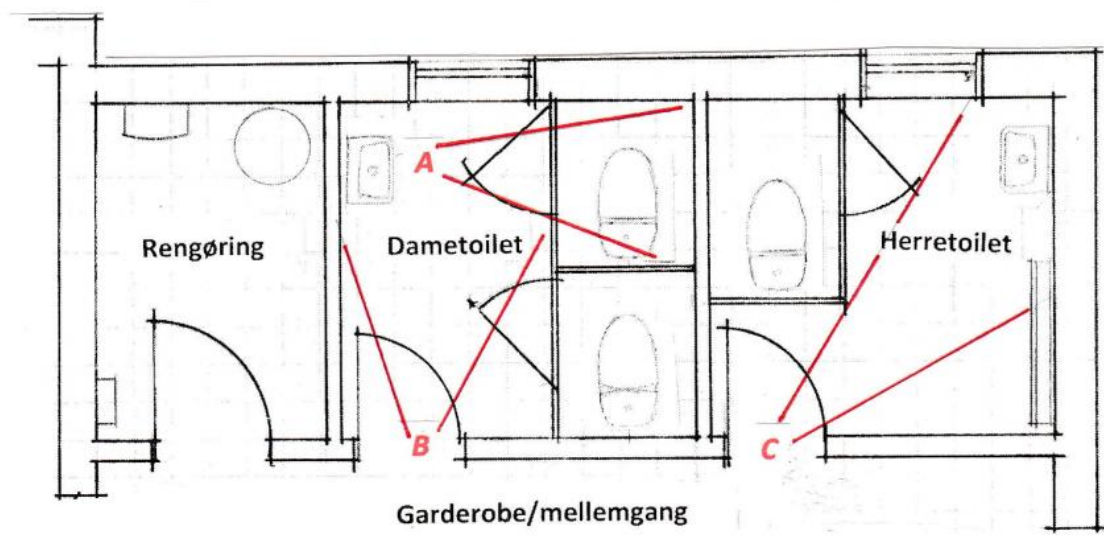 A
Rengøring
Dametoilet
Herretoilet
B
C
Garderobe/mellemgang